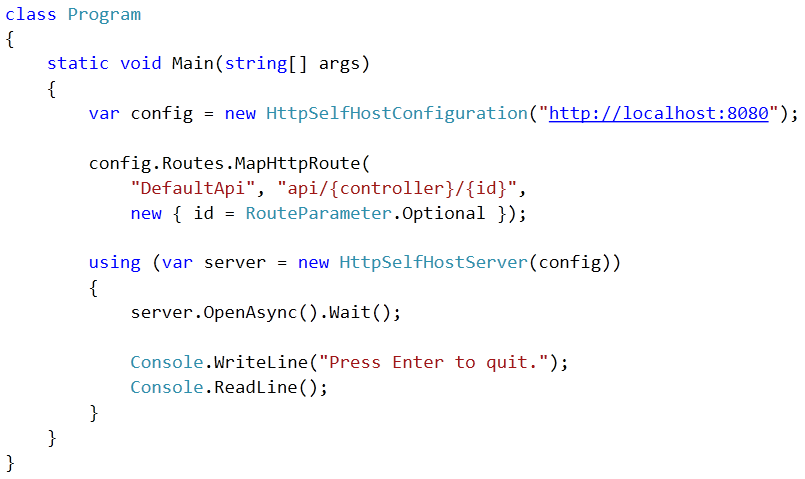 class Program
{
    static void Main(string[] args)
    {
        var config = new HttpSelfHostConfiguration("http://localhost:8080");

        config.Routes.MapHttpRoute(
            "DefaultApi", "api/{controller}/{id}",
            new { id = RouteParameter.Optional });

        using (var server = new HttpSelfHostServer(config))
        {
            server.OpenAsync().Wait();

            Console.WriteLine("Press Enter to quit.");
            Console.ReadLine();
        }
    }
}